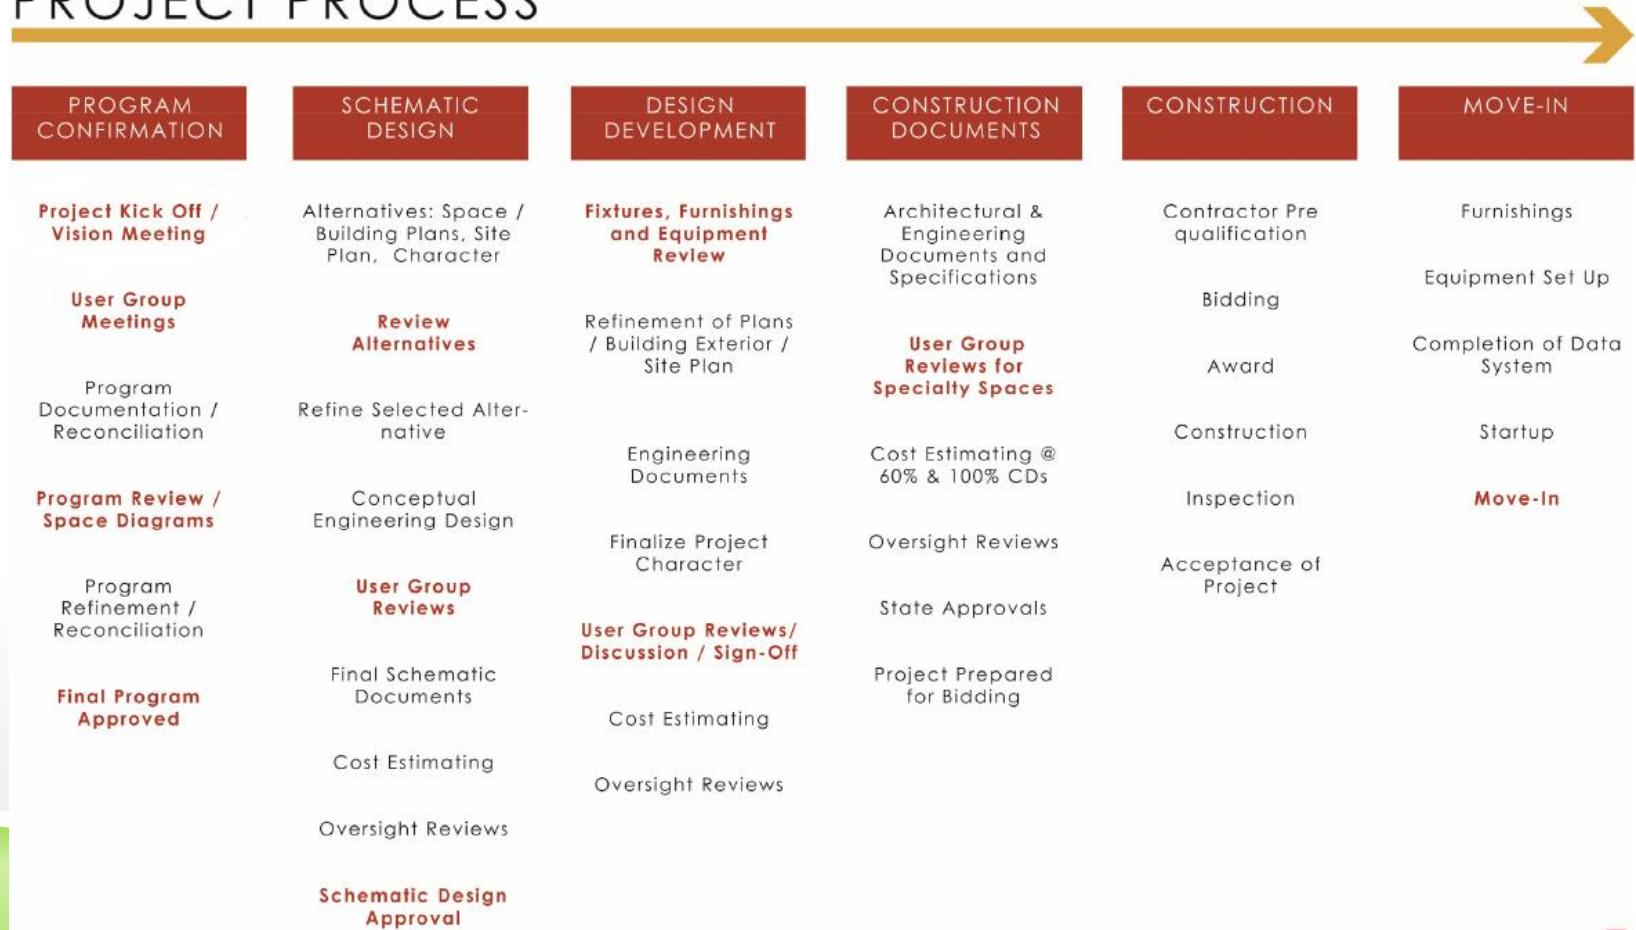 PROJECT PROCESS
PROGRAM
CONFIRMATION
Project Kick Off /
Vision Meeting
User Group
Meetings
Program
Documentation /
Reconciliation
Program Review /
Space Diagrams
Program
Refinement /
Reconciliation
Final Program
Approved
SCHEMATIC
DESIGN
Alternatives: Space /
Building Plans, Site
Plan, Character
Review
Alternatives
Refine Selected Alter-
native
Conceptual
Engineering Design
User Group
Reviews
Final Schematic
Documents
Cost Estimating
Oversight Reviews
Schematic Design
Approval
DESIGN
DEVELOPMENT
Fixtures, Furnishings
and Equipment
Review
Refinement of Plans
/ Building Exterior /
Site Plan
Engineering
Documents
Finalize Project
Character
User Group Reviews/
Discussion / Sign-Off
Cost Estimating
Oversight Reviews
CONSTRUCTION
DOCUMENTS
Architectural &
Engineering
Documents and
Specifications
User Group
Reviews for
Specialty Spaces
Cost Estimating @
60% & 100% CDs
Oversight Reviews
State Approvals
Project Prepared
for Bidding
CONSTRUCTION
Contractor Pre
qualification
Bidding
Award
Construction
Inspection
Acceptance of
Project
MOVE-IN
Furnishings
Equipment Set Up
Completion of Data
System
Startup
Move-In